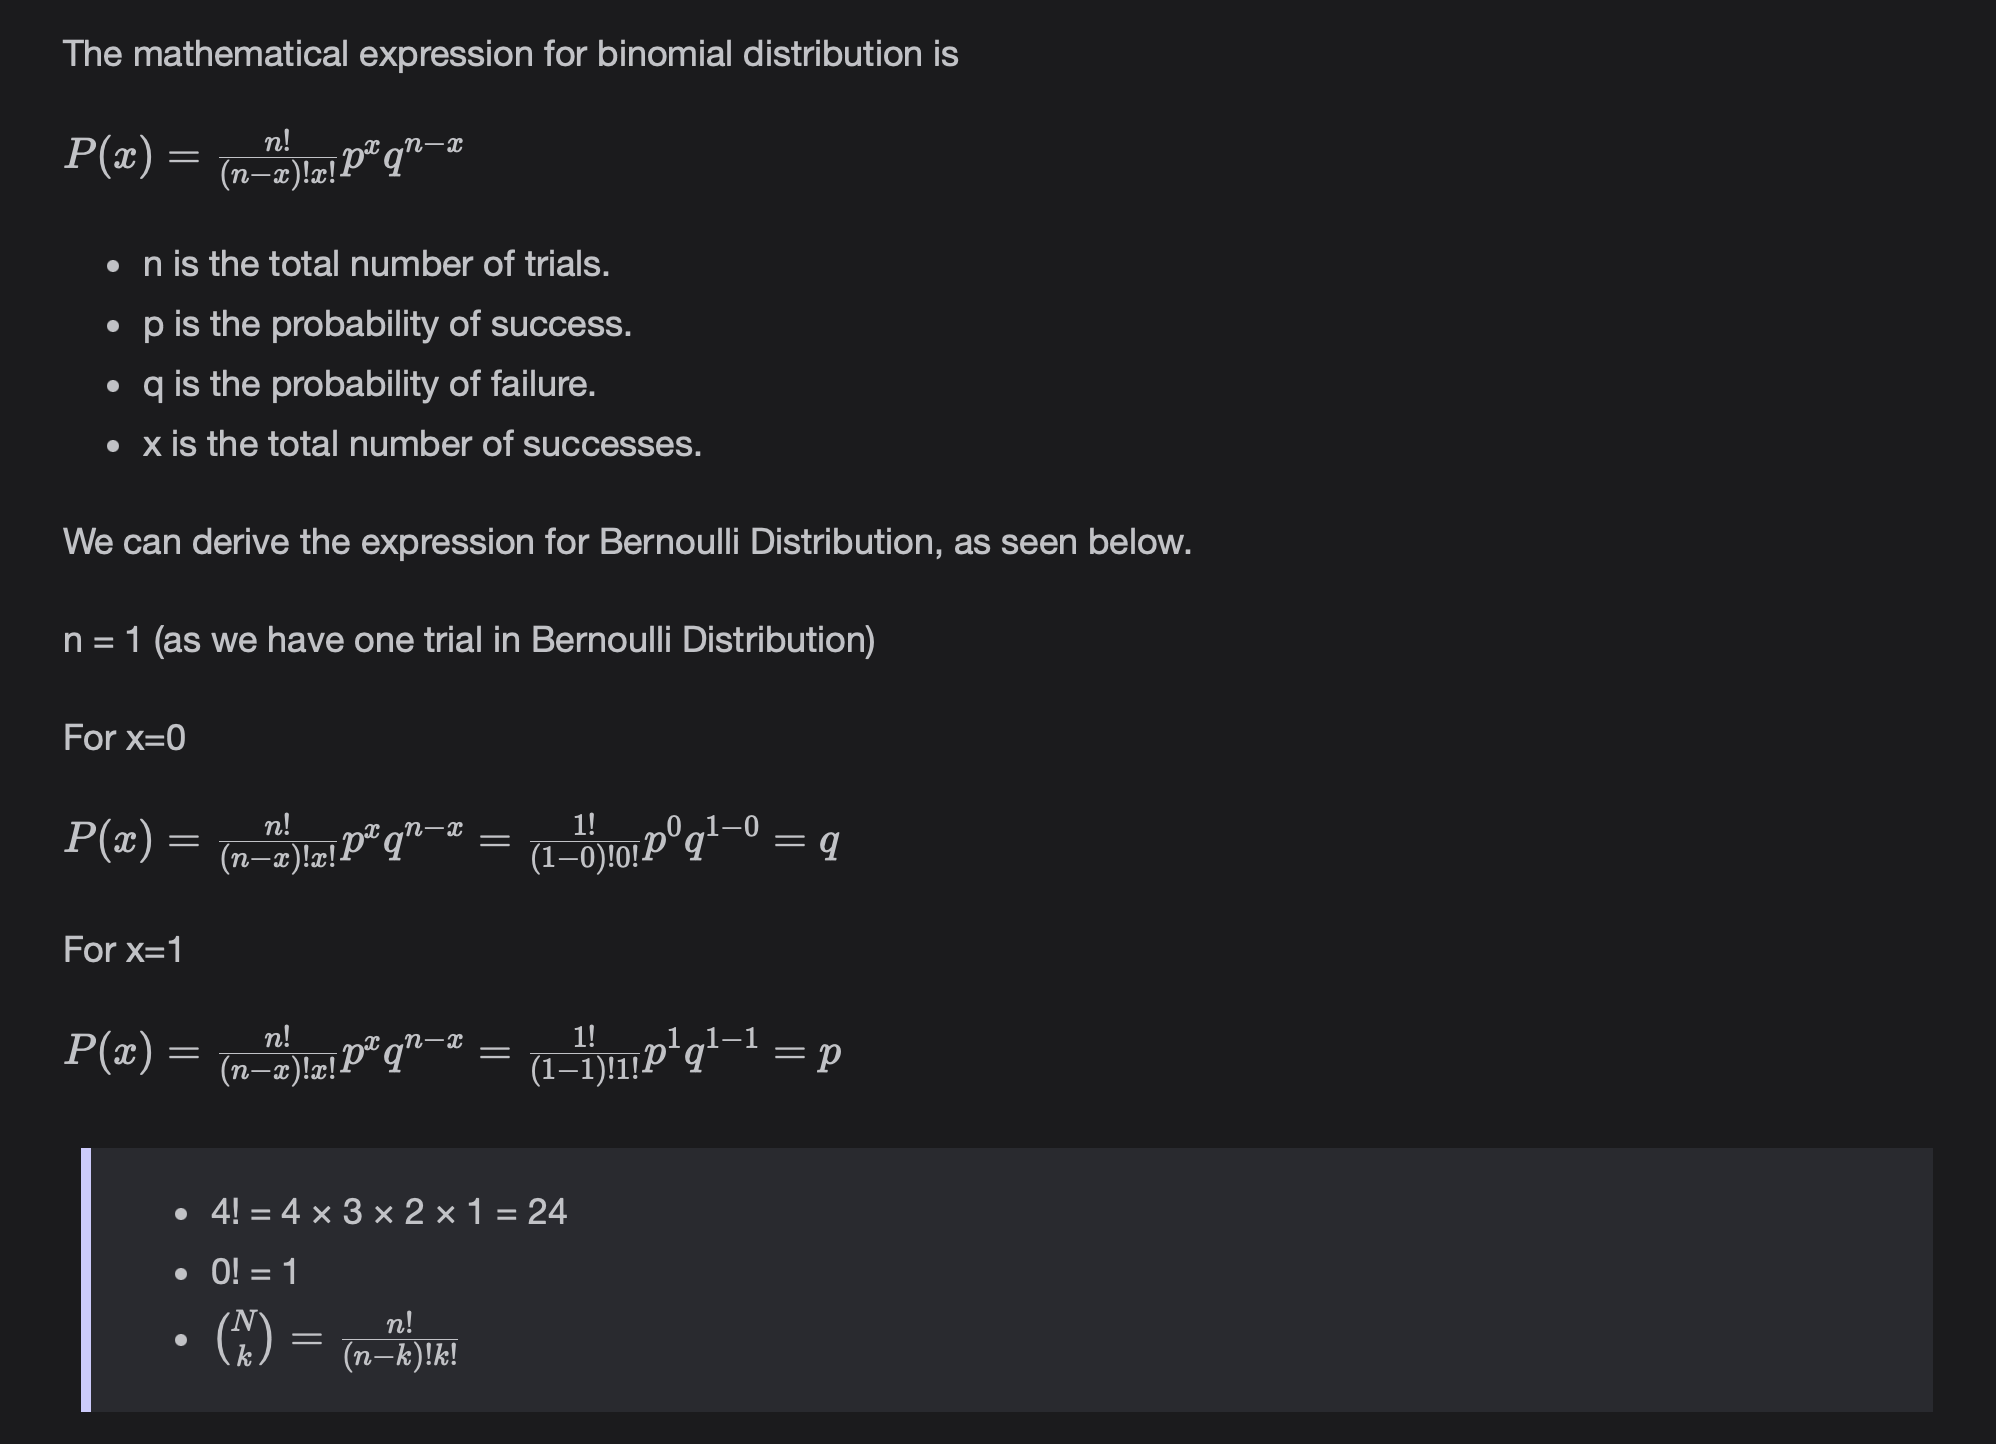 The mathematical expression for binomial distribution is
P(x) = \frac{n!}{(n-x)!x!}p^x q^{n-x}
• n is the total number of trials.
• p is the probability of success.
• q is the probability of failure.
• x is the total number of successes.
We can derive the expression for Bernoulli Distribution, as seen below.
n = 1 (as we have one trial in Bernoulli Distribution)
For x=0
P(x) = \frac{n!}{(n-x)!x!}p^x q^{n-x} = \frac{1!}{(1-0)!0!}p^0 q^{1-0} = q
For x=1
P(x) = \frac{n!}{(n-x)!x!}p^x q^{n-x} = \frac{1!}{(1-1)!1!}p^1 q^{1-1} = p
• 4! = 4 × 3 × 2 × 1 = 24
• 0! = 1
• \binom{N}{k} = \frac{n!}{(n-k)!k!}